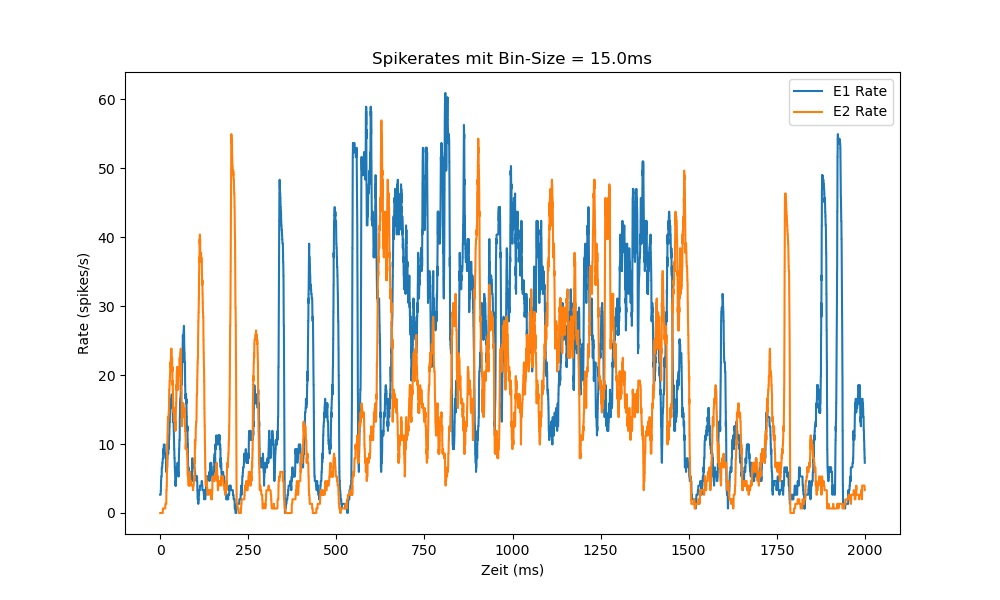 Spikerates mit Bin-Size = 15.0ms
E1 Rate
E2 Rate
60
50
40
30
20
10
0
Rate (spikes/s)
0 250 500 750 1000 1250 1500 1750 2000
Zeit (ms)